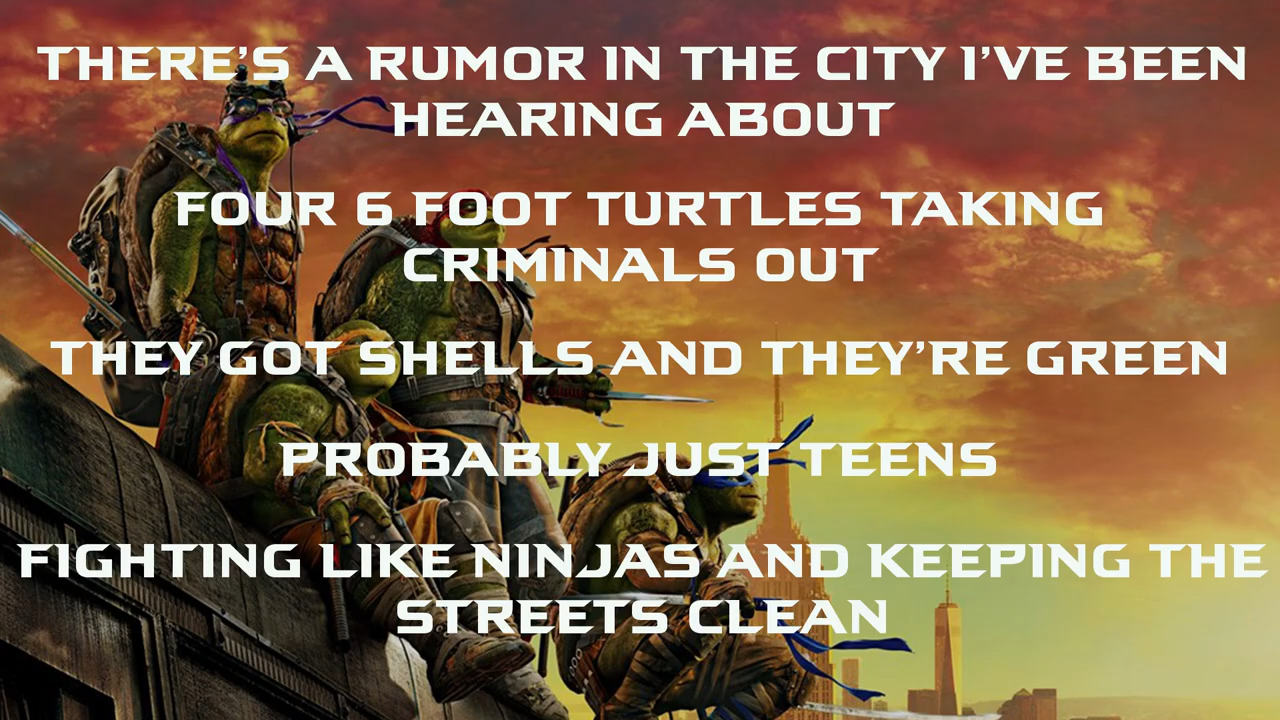 THERE'S A RUMOR IN THE CITY I'VE BEEN
HEARING ABOUT
FOUR 6 FOOT TURTLES TAKING
CRIMINALS OUT
THEY GOT SHELLS AND THEY'RE GREEN
PROBABLY JUST TEENS
FIGHTING LIKE NINJAS AND KEEPING THE
STREETS CLEAN